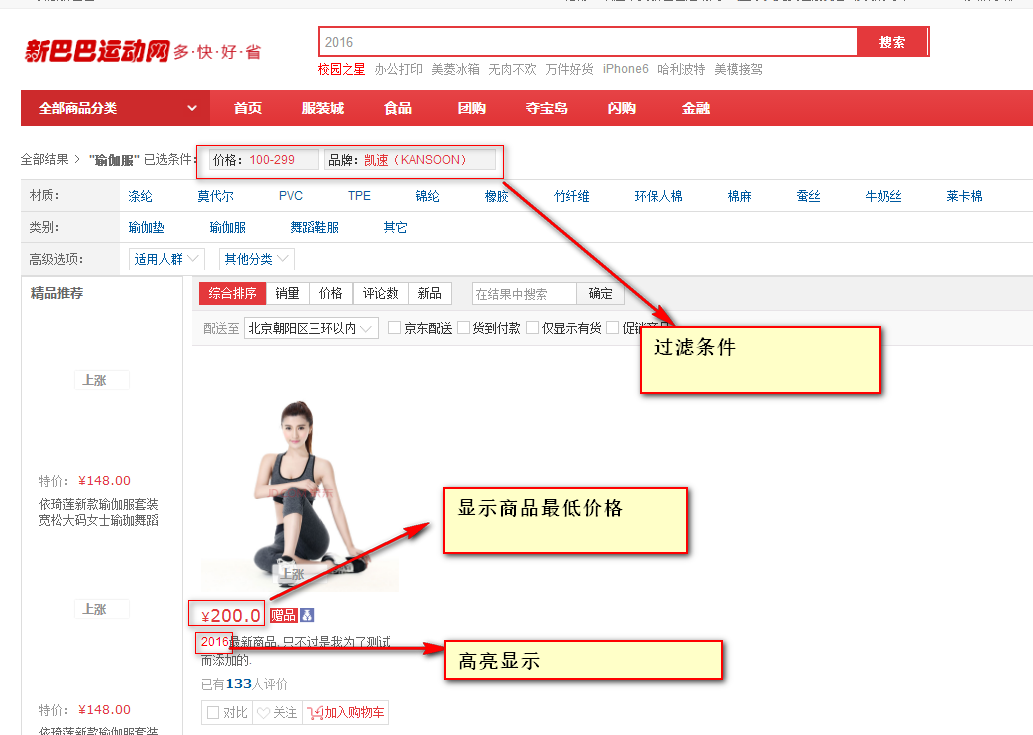 新巴巴运动网 多·快·好·省
2016 搜索
校园之星 办公打印 美菱冰箱 无肉不欢 万件好货 iPhone6 哈利波特 美模接驾
全部商品分类 首页 服装城 食品 团购 夺宝岛 闪购 金融
全部结果 > "瑜伽服" 已选条件: 价格：100-299 品牌：凯速（KANSOON）
材质： 涤纶 莫代尔 PVC TPE 锦纶 橡胶 竹纤维 环保人棉 棉麻 蚕丝 牛奶丝 莱卡棉
类别： 瑜伽垫 瑜伽服 舞蹈鞋服 其它
高级选项： 适用人群 其他分类
精品推荐 综合排序 销量 价格 评论数 新品 在结果中搜索 确定
配送至 北京朝阳区三环以内 京东配送 货到付款 仅显示有货 促销商品
过滤条件
上涨
特价： ¥148.00
依琦莲新款瑜伽服套装
宽松大码女士瑜珈舞蹈
显示商品最低价格
上涨
上涨
¥200.0 赠品
2016最新商品, 只不过是我为了测试
而添加的.
高亮显示
已有133人评价
特价： ¥148.00
对比 关注 加入购物车
依琦莲新款瑜伽服套装